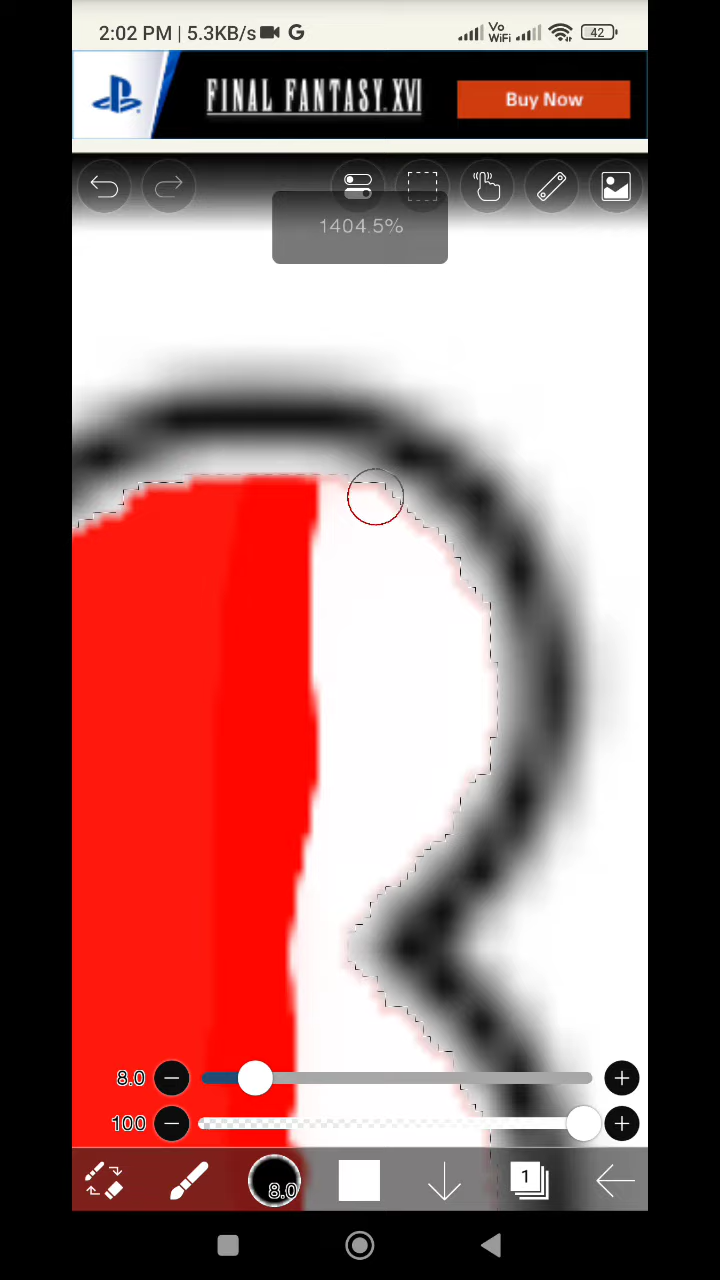 2:02 PM | 5.3KB/s G Vo WiFi 42
FINAL FANTASY XVI Buy Now
1404.5%
8.0
100
8.0 1